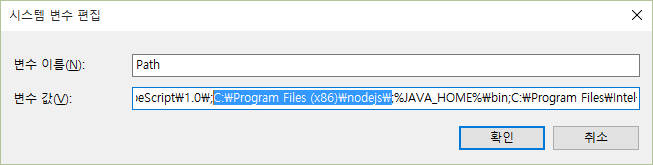 시스템 변수 편집
변수 이름(N):
Path
변수 값(V):
peScript₩1.0₩;C:₩Program Files (x86)₩nodejs₩;%JAVA_HOME%₩bin;C:₩Program Files₩Intel
확인
취소